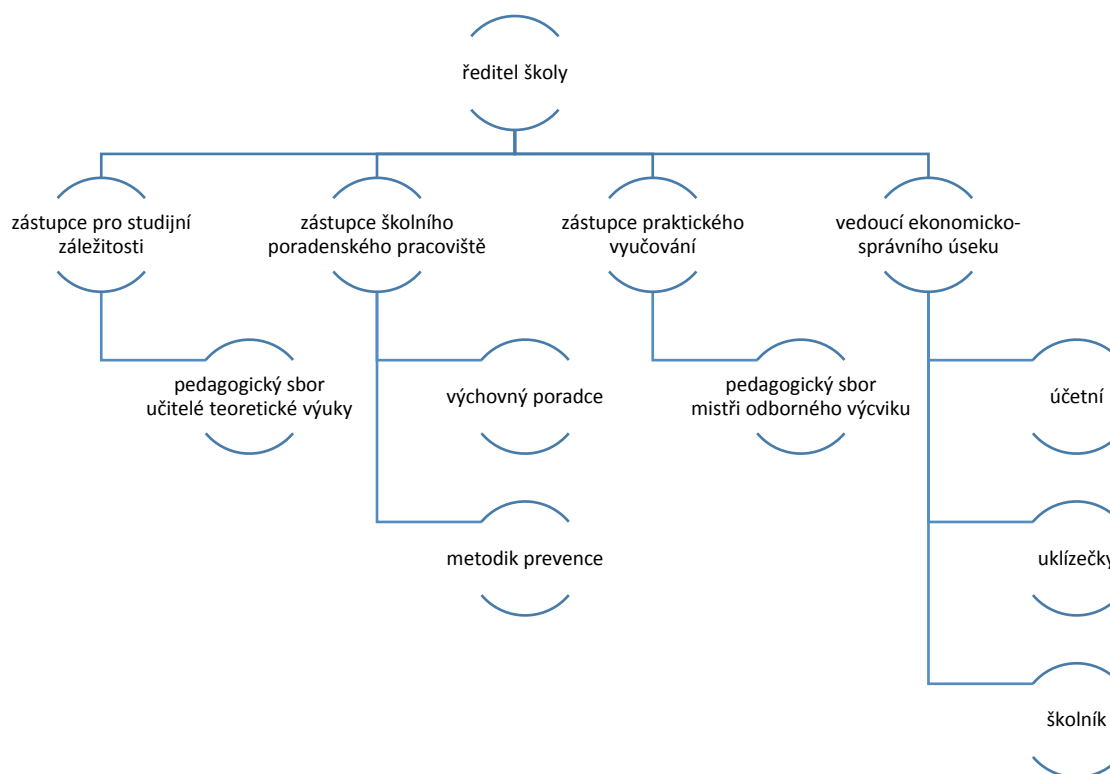 ředitel školy
zástupce pro studijní
záležitosti
zástupce školního
poradenského pracoviště
zástupce praktického
vyučování
vedoucí ekonomicko-
správního úseku
pedagogický sbor
učitelé teoretické výuky
výchovný poradce
pedagogický sbor
mistři odborného výcviku
účetní
metodik prevence
uklízečky
školník